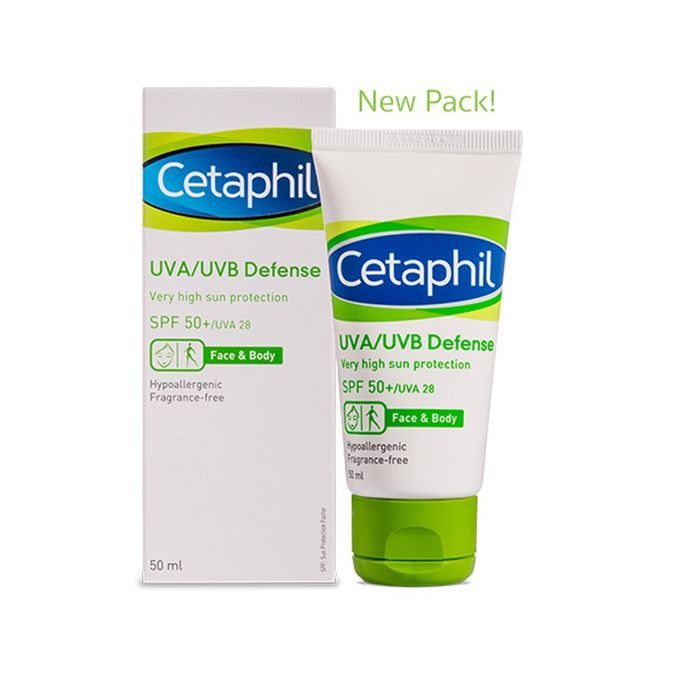 New Pack!
Cetaphil
UVA/UVB Defense
Very high sun protection
SPF 50+/UVA 28
Face & Body
Hypoallergenic
Fragrance-free
50 ml
SPF: Sun Protection Factor
Cetaphil
UVA/UVB Defense
Very high sun protection
SPF 50+/UVA 28
Face & Body
Hypoallergenic
Fragrance-free
50 ml